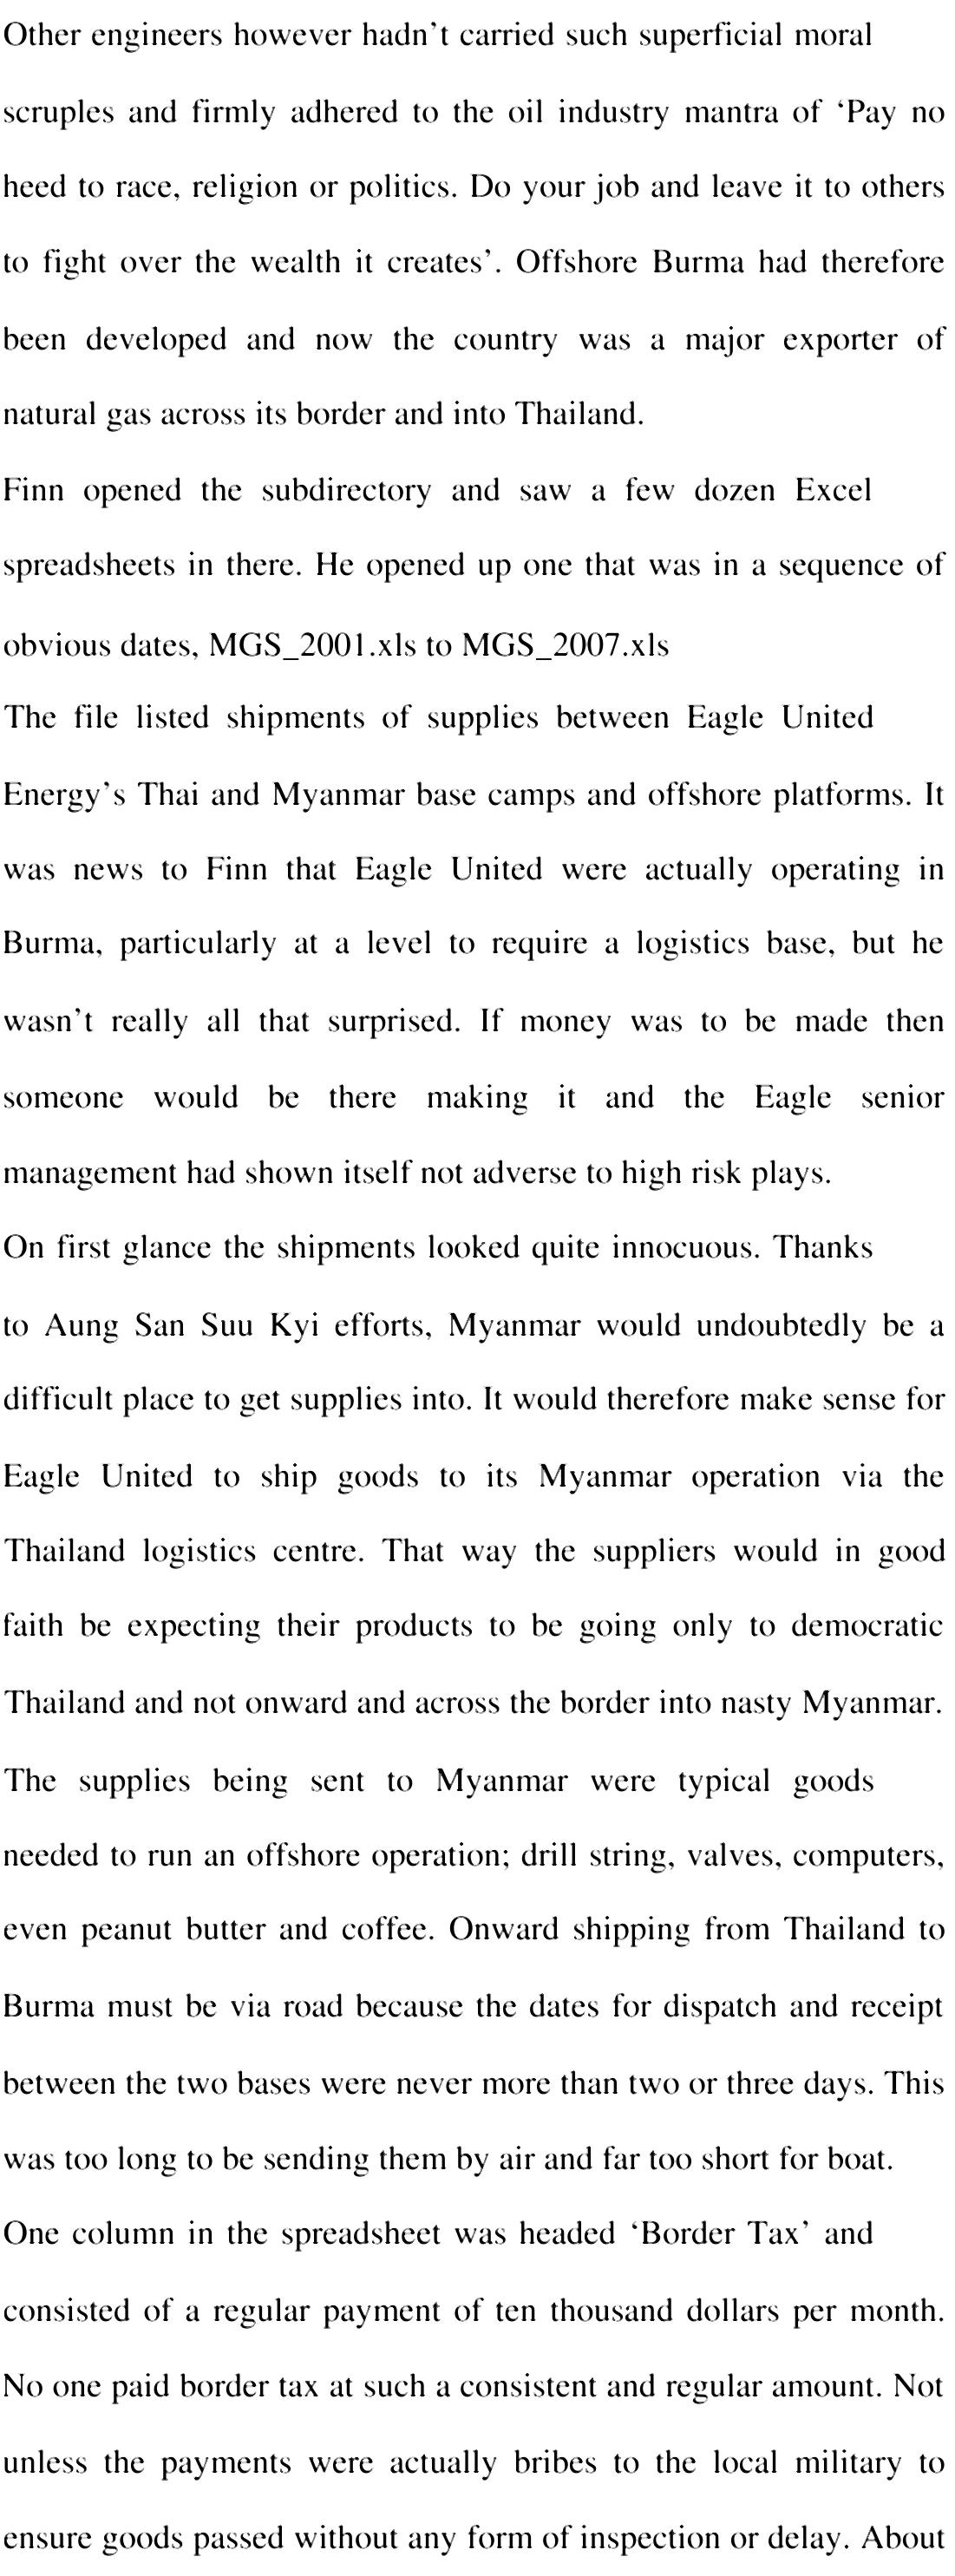 Other engineers however hadn’t carried such superficial moral
scruples and firmly adhered to the oil industry mantra of ‘Pay no
heed to race, religion or politics. Do your job and leave it to others
to fight over the wealth it creates’. Offshore Burma had therefore
been developed and now the country was a major exporter of
natural gas across its border and into Thailand.
Finn opened the subdirectory and saw a few dozen Excel
spreadsheets in there. He opened up one that was in a sequence of
obvious dates, MGS_2001.xls to MGS_2007.xls
The file listed shipments of supplies between Eagle United
Energy’s Thai and Myanmar base camps and offshore platforms. It
was news to Finn that Eagle United were actually operating in
Burma, particularly at a level to require a logistics base, but he
wasn’t really all that surprised. If money was to be made then
someone would be there making it and the Eagle senior
management had shown itself not adverse to high risk plays.
On first glance the shipments looked quite innocuous. Thanks
to Aung San Suu Kyi efforts, Myanmar would undoubtedly be a
difficult place to get supplies into. It would therefore make sense for
Eagle United to ship goods to its Myanmar operation via the
Thailand logistics centre. That way the suppliers would in good
faith be expecting their products to be going only to democratic
Thailand and not onward and across the border into nasty Myanmar.
The supplies being sent to Myanmar were typical goods
needed to run an offshore operation; drill string, valves, computers,
even peanut butter and coffee. Onward shipping from Thailand to
Burma must be via road because the dates for dispatch and receipt
between the two bases were never more than two or three days. This
was too long to be sending them by air and far too short for boat.
One column in the spreadsheet was headed ‘Border Tax’ and
consisted of a regular payment of ten thousand dollars per month.
No one paid border tax at such a consistent and regular amount. Not
unless the payments were actually bribes to the local military to
ensure goods passed without any form of inspection or delay. About